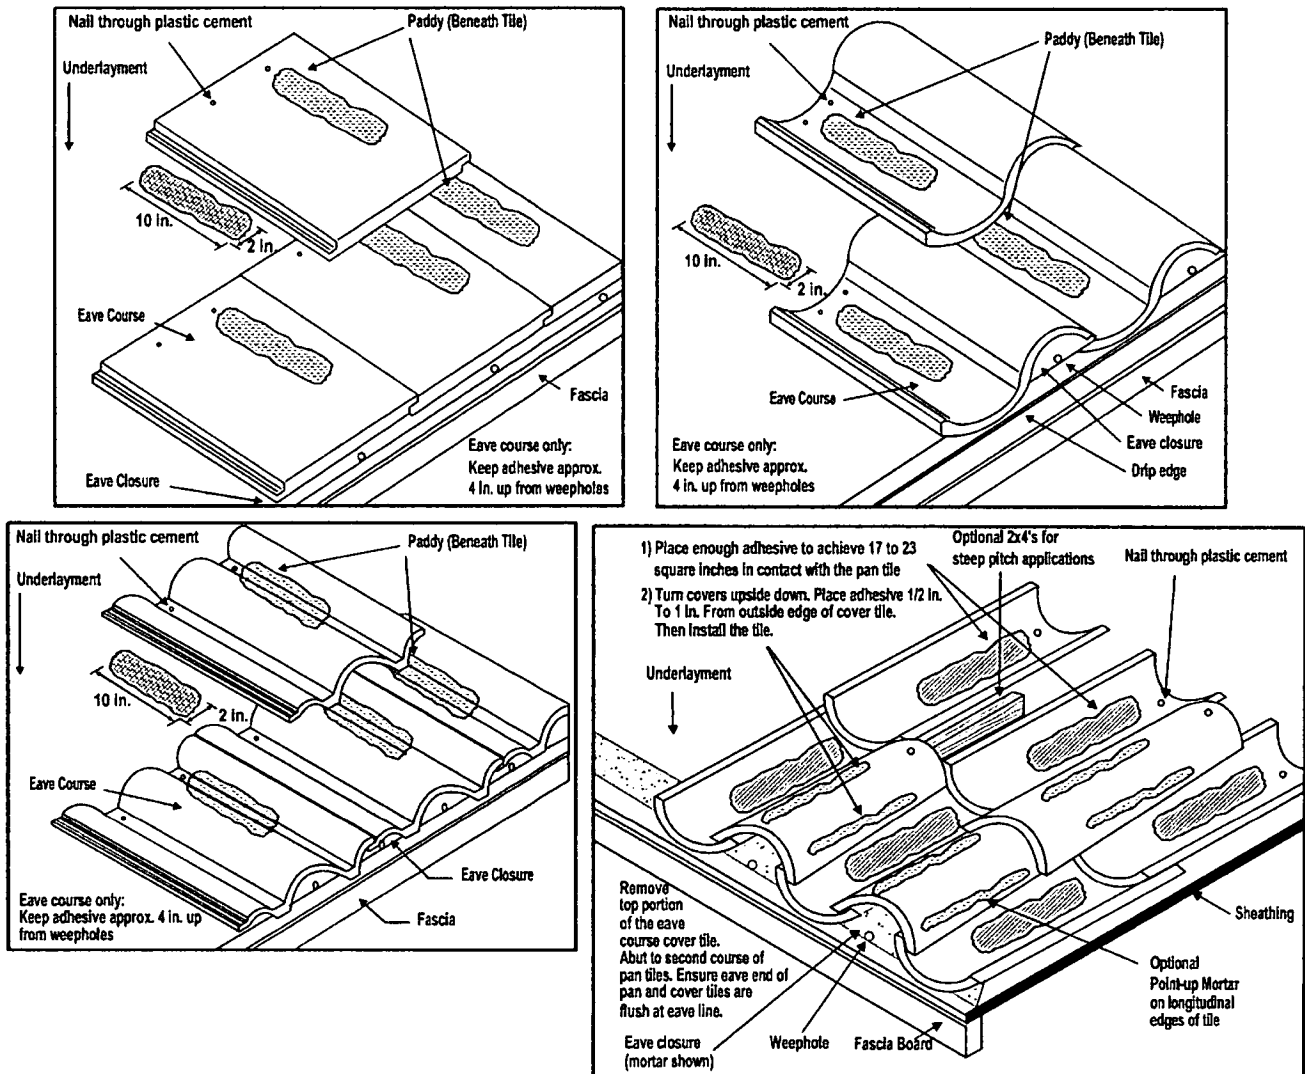 Nail through plastic cement
Paddy (Beneath Tile)
Underlayment
10 in.
2 in.
Eave Course
Fascia
Eave course only:
Keep adhesive approx.
4 in. up from weepholes
Eave Closure
Nail through plastic cement
Paddy (Beneath Tile)
Underlayment
10 in.
2 in.
Eave Course
Fascia
Weephole
Eave closure
Drip edge
Eave course only:
Keep adhesive approx.
4 in. up from weepholes
Nail through plastic cement
Paddy (Beneath Tile)
Underlayment
10 in.
2 in.
Eave Course
Eave Closure
Fascia
Eave course only:
Keep adhesive approx. 4 in. up
from weepholes
1) Place enough adhesive to achieve 17 to 23
square inches in contact with the pan tile
2) Turn covers upside down. Place adhesive 1/2 in.
To 1 in. From outside edge of cover tile.
Then install the tile.
Optional 2x4's for
steep pitch applications
Nail through plastic cement
Underlayment
Remove
top portion
of the eave
course cover tile.
Abut to second course of
pan tiles. Ensure eave end of
pan and cover tiles are
flush at eave line.
Eave closure
(mortar shown)
Weephole
Fascia Board
Sheathing
Optional
Point-up Mortar
on longitudinal
edges of tile